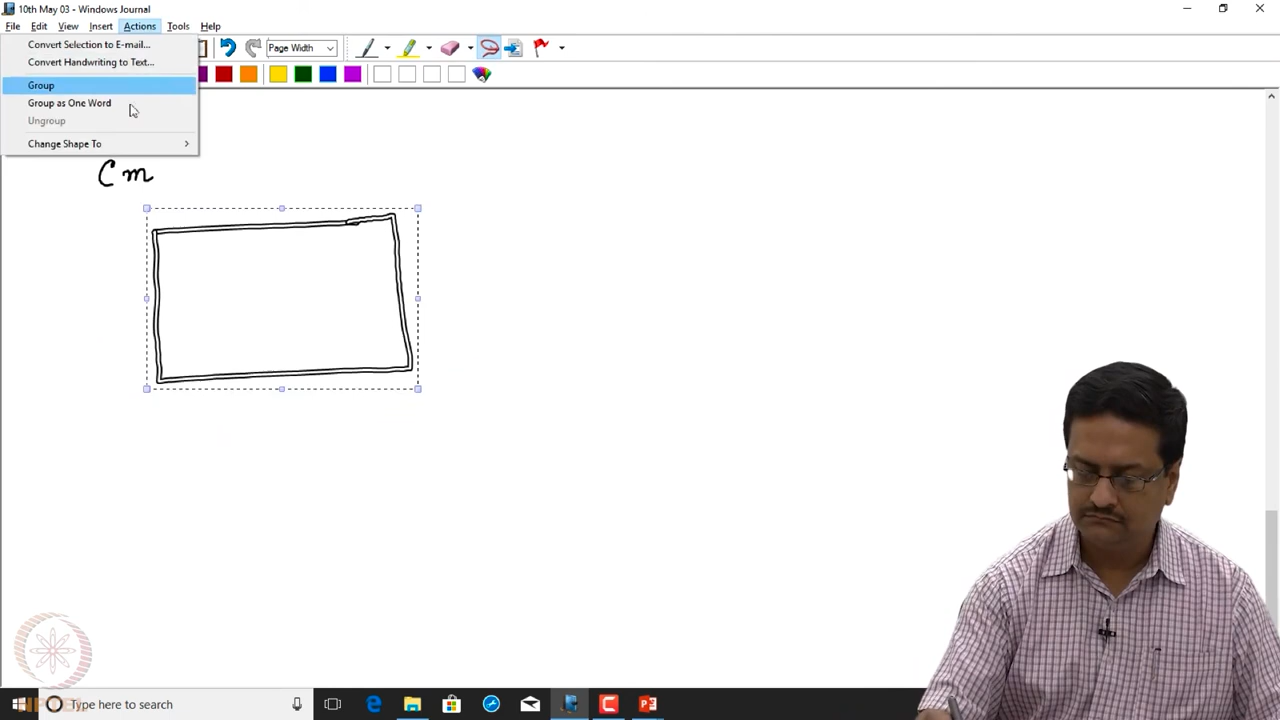 10th May 03 - Windows Journal
File Edit View Insert Actions Tools Help
Convert Selection to E-mail...
Page Width
Convert Handwriting to Text...
Group
Group as One Word
Ungroup
Change Shape To
Cm
Type here to search